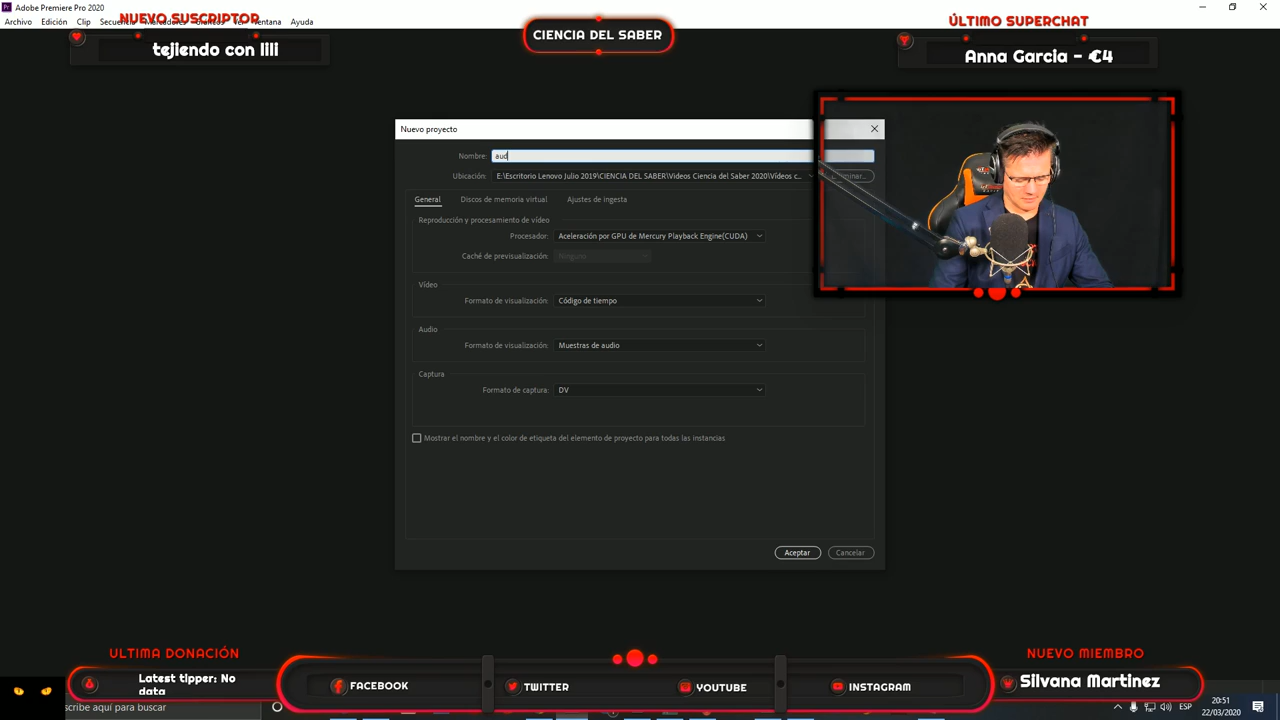 Adobe Premiere Pro 2020
Archivo Edición Clip Ventana Ayuda
NUEVO SUSCRIPTOR
tejiendo con lili
CIENCIA DEL SABER
ÚLTIMO SUPERCHAT
Anna Garcia - €4
Nuevo proyecto
Nombre: aud
Ubicación: E:\Escritorio Lenovo Julio 2019\CIENCIA DEL SABER\Videos Ciencia del Saber 2020\Vídeos c...
General Discos de memoria virtual Ajustes de ingesta
Reproducción y procesamiento de vídeo
Procesador: Aceleración por GPU de Mercury Playback Engine(CUDA)
Caché de previsualización: Ninguno
Vídeo
Formato de visualización: Código de tiempo
Audio
Formato de visualización: Muestras de audio
Captura
Formato de captura: DV
Mostrar el nombre y el color de etiqueta del elemento de proyecto para todas las instancias
Aceptar Cancelar
ULTIMA DONACIÓN
Latest tipper: No
data
FACEBOOK TWITTER YOUTUBE INSTAGRAM
NUEVO MIEMBRO
Silvana Martinez
scribe aquí para buscar
ESP
20:51
22/03/2020